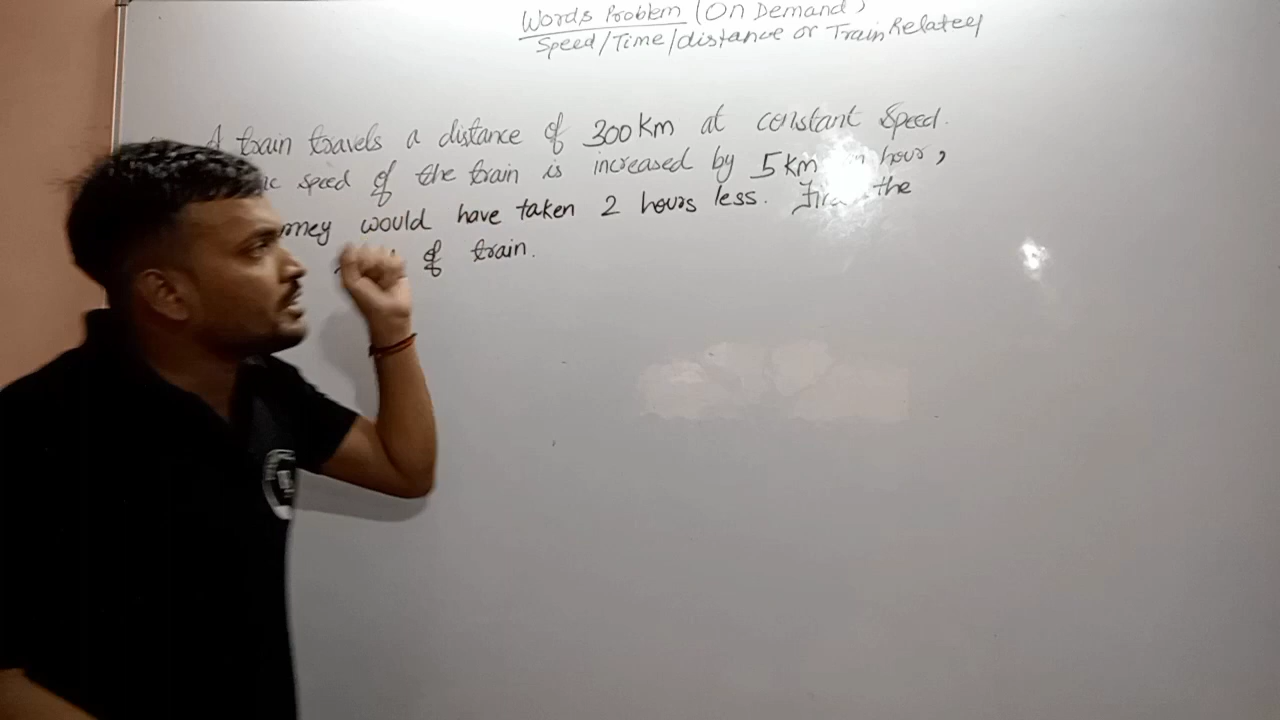 Words Problem (On Demand)
Speed/Time/distance or Train Related
A train travels a distance of 300 km at constant Speed.
speed of the train is increased by 5 km hour,
would have taken 2 hours less. the
of train.